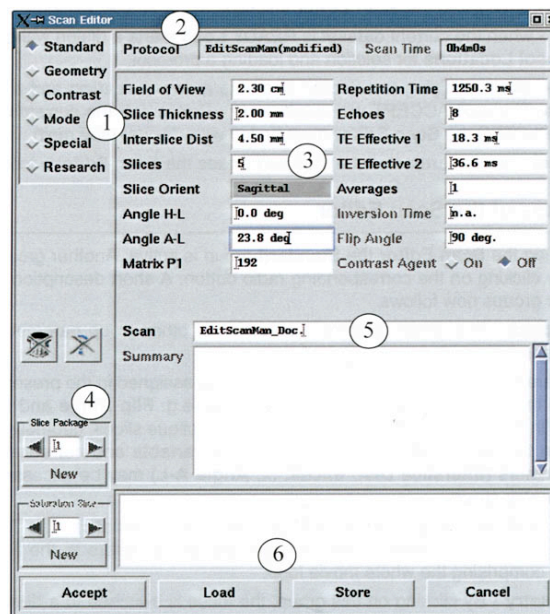 Scan Editor
Standard
Geometry
Contrast
Mode
Special
Research
1
2
Protocol EditScanMan(modified) Scan Time 0h4m0s
Field of View 2.30 cm Repetition Time 1250.3 ms
Slice Thickness 2.00 mm Echoes 8
Interslice Dist 4.50 mm TE Effective 1 18.3 ms
Slices 5 3 TE Effective 2 36.6 ms
Slice Orient Sagittal Averages 1
Angle H-L 0.0 deg Inversion Time n.a.
Angle A-L 23.8 deg Flip Angle 90 deg.
Matrix P1 192 Contrast Agent On Off
Scan EditScanMan_Doc. 5
Summary
4
Slice Package
1
New
Saturation Slice
1
New
6
Accept Load Store Cancel